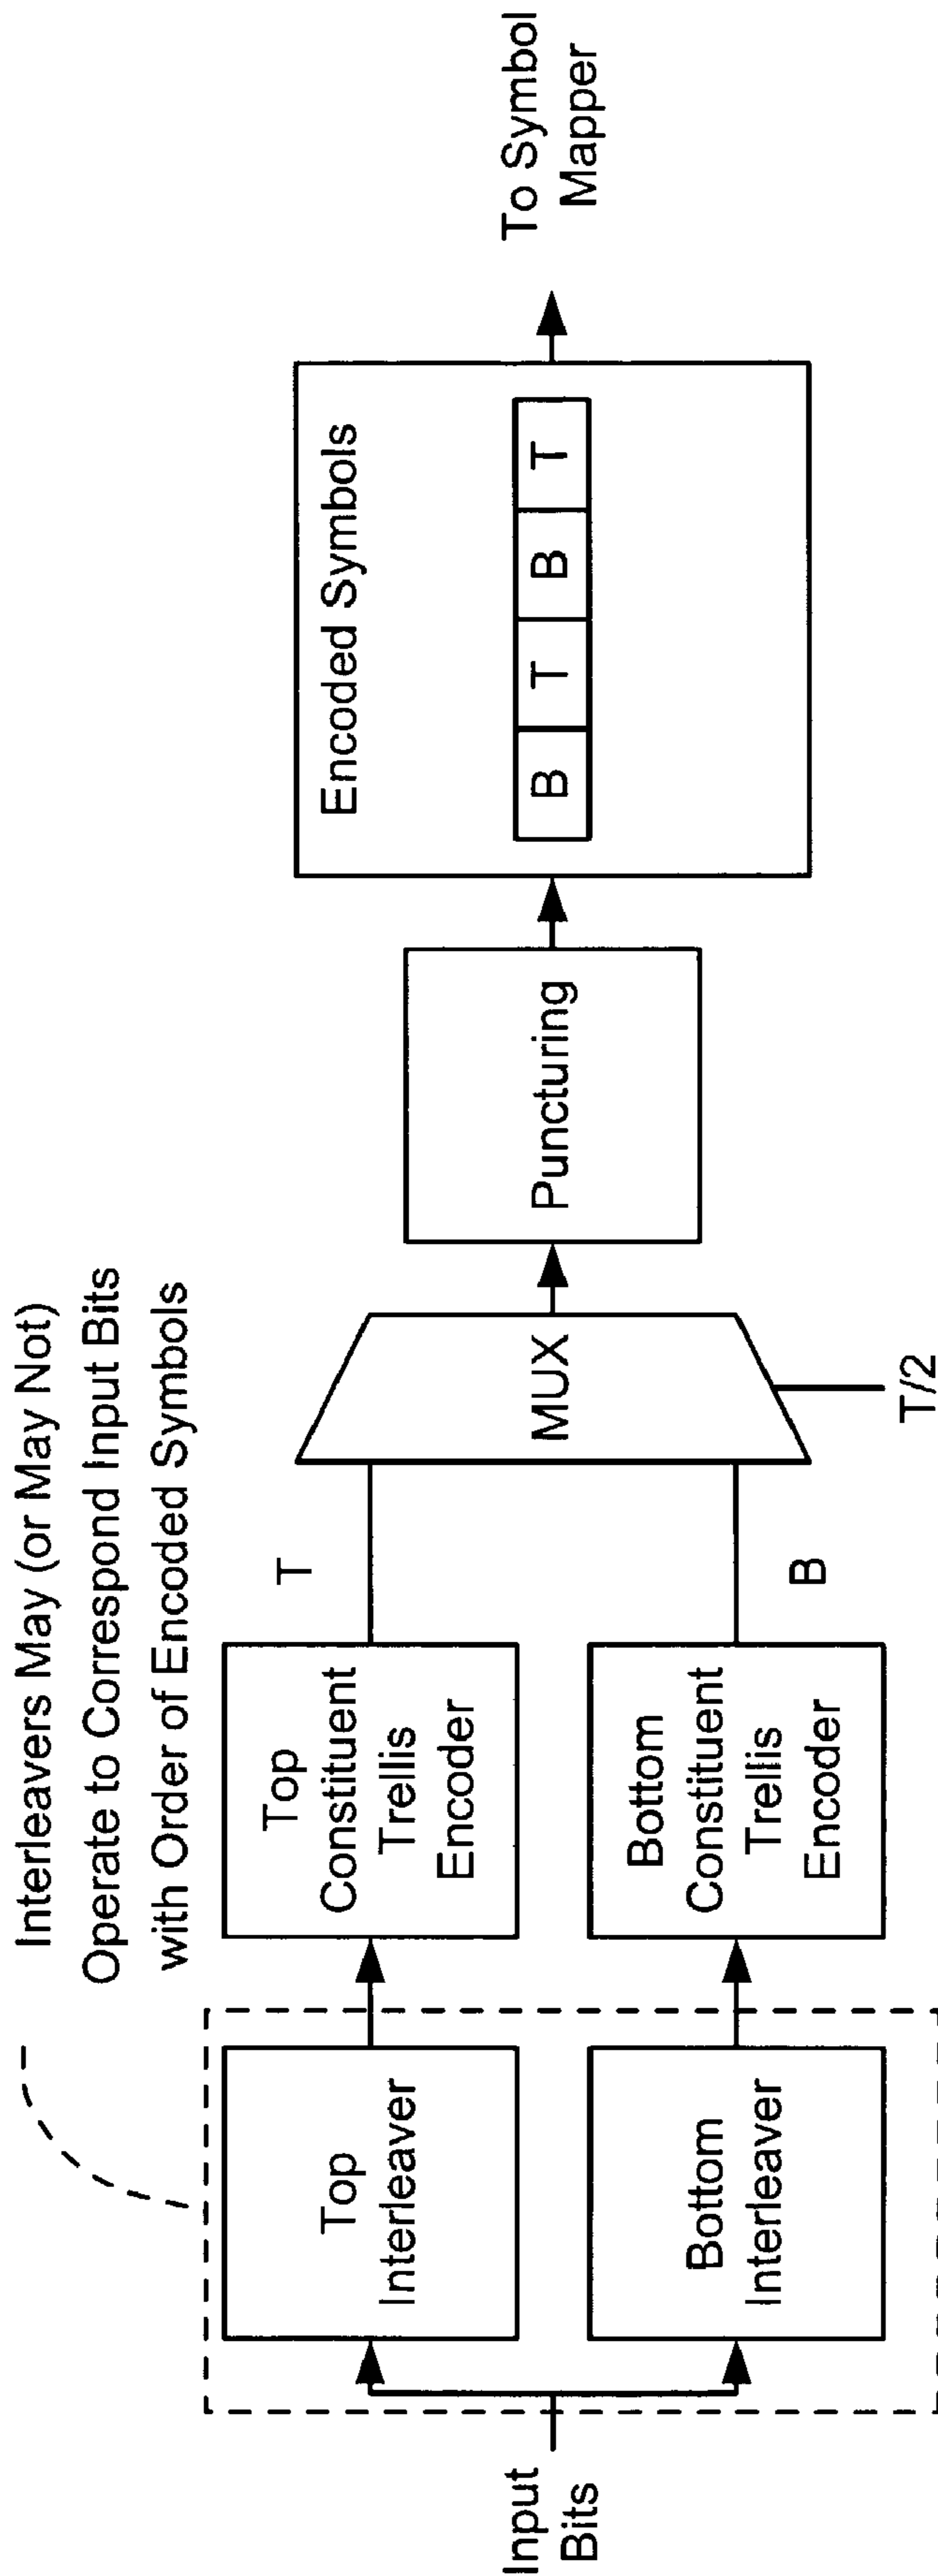 Interleavers May (or May Not)
Operate to Correspond Input Bits
with Order of Encoded Symbols
Input
Bits
Top
Interleaver
Bottom
Interleaver
Top
Constituent
Trellis
Encoder
Bottom
Constituent
Trellis
Encoder
T
B
MUX
T/2
Puncturing
Encoded Symbols
B T B T
To Symbol
Mapper